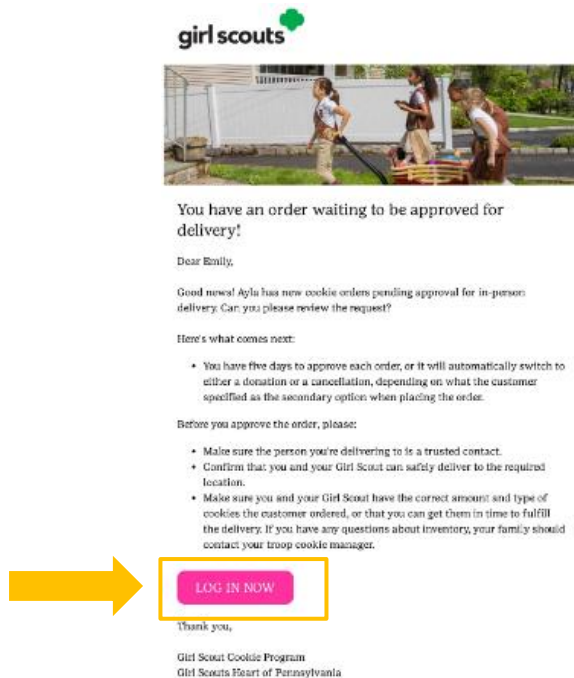 girl scouts
You have an order waiting to be approved for
delivery!
Dear Emily,
Good news! Ayla has new cookie orders pending approval for in-person
delivery. Can you please review the request?
Here's what comes next:
• You have five days to approve each order, or it will automatically switch to
either a donation or a cancellation, depending on what the customer
specified as the secondary option when placing the order.
Before you approve the order, please:
• Make sure the person you're delivering to is a trusted contact.
• Confirm that you and your Girl Scout can safely deliver to the required
location.
• Make sure you and your Girl Scout have the correct amount and type of
cookies the customer ordered, or that you can get them in time to fulfill
the delivery. If you have any questions about inventory, your family should
contact your troop cookie manager.
LOG IN NOW
Thank you,
Girl Scout Cookie Program
Girl Scouts Heart of Pennsylvania